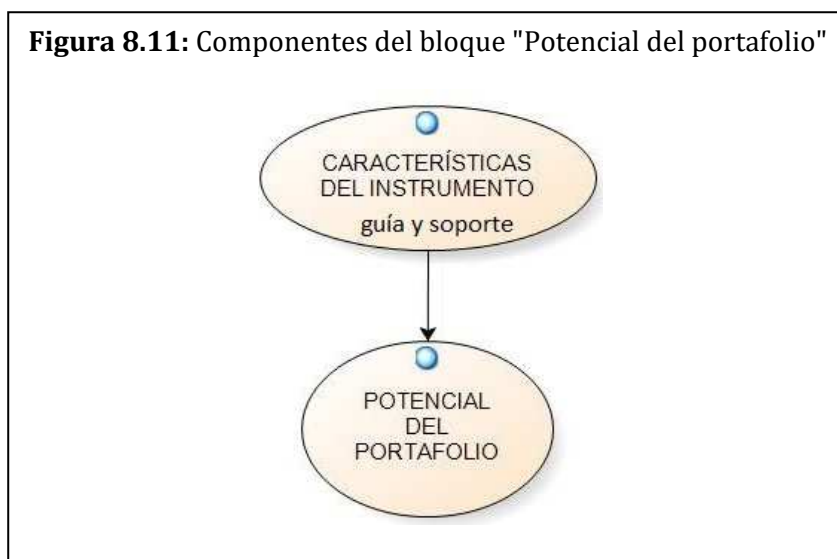 Figura 8.11: Componentes del bloque "Potencial del portafolio"
CARACTERÍSTICAS
DEL INSTRUMENTO
guía y soporte
POTENCIAL
DEL
PORTAFOLIO